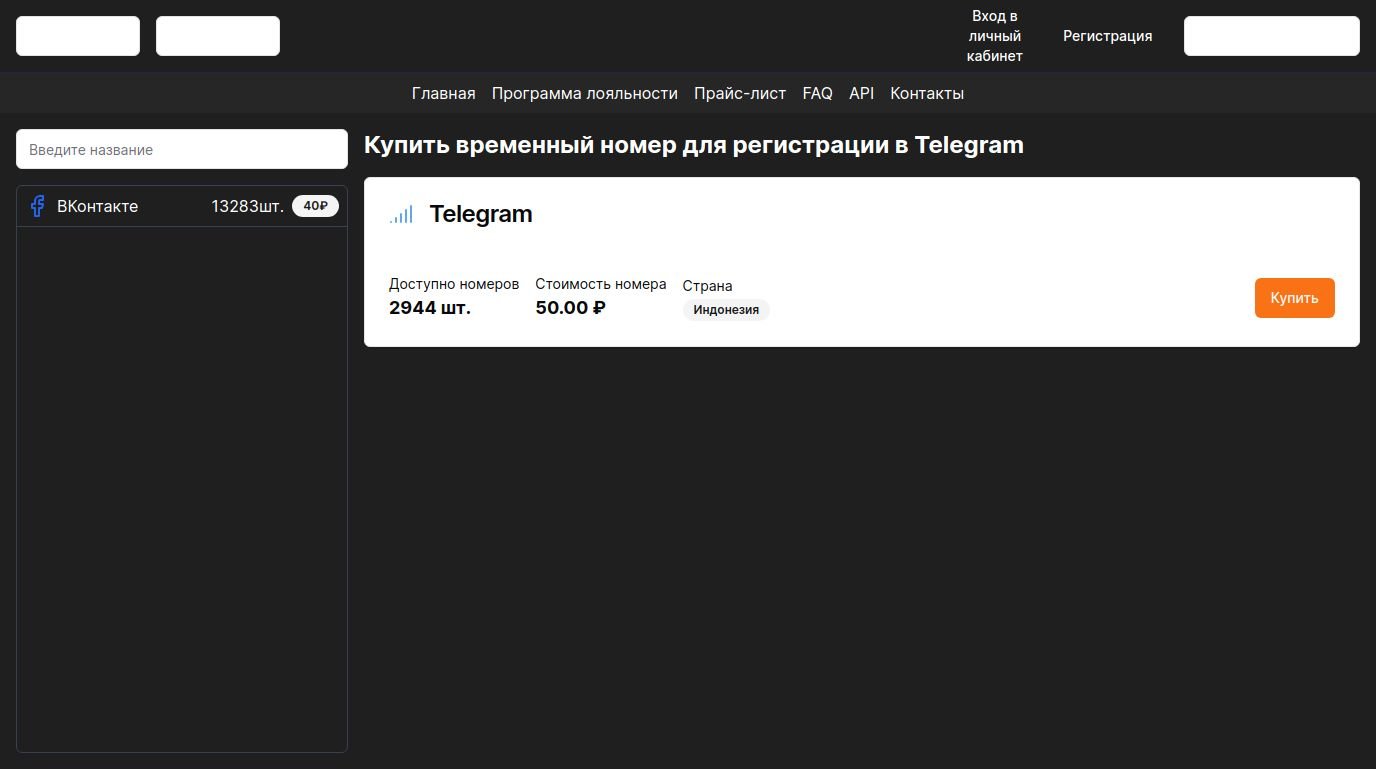 Вход в
личный
кабинет
Регистрация
Главная Программа лояльности Прайс-лист FAQ API Контакты
Введите название
ВКонтакте 13283шт. 40₽
Купить временный номер для регистрации в Telegram
Telegram
Доступно номеров Стоимость номера Страна
2944 шт. 50.00 ₽ Индонезия
Купить